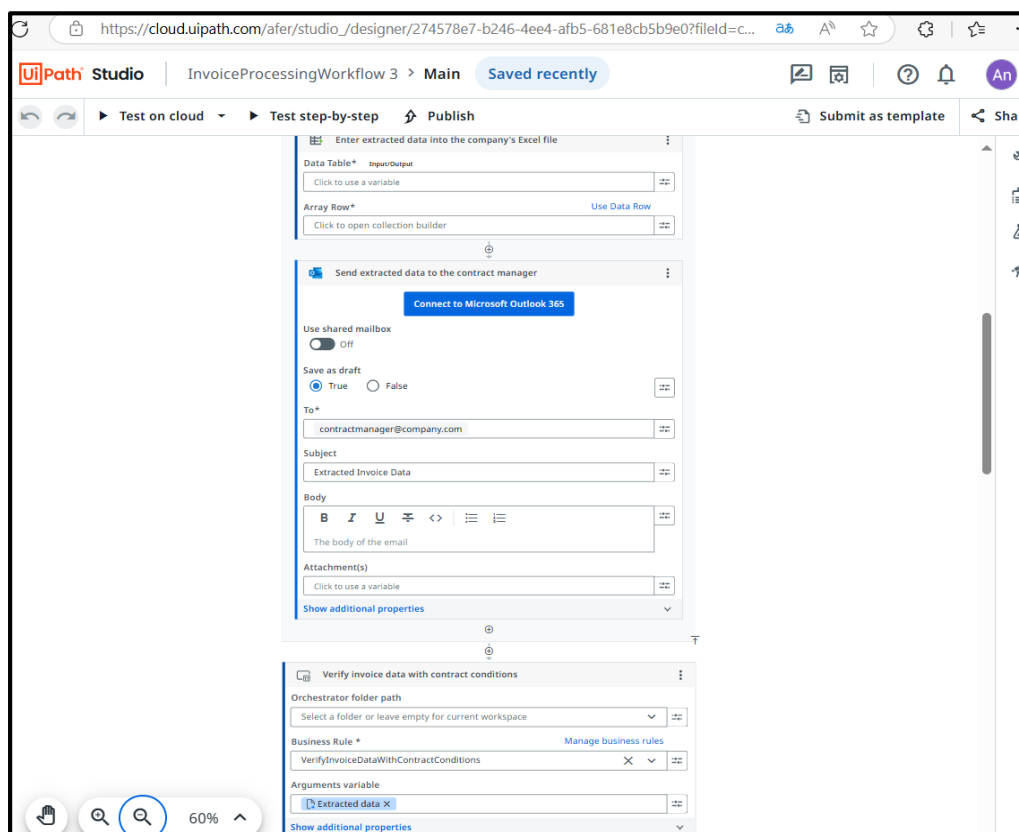 https://cloud.uipath.com/afer/studio_/designer/274578e7-b246-4ee4-afb5-681e8cb5b9e0?fileId=c...
UiPath Studio InvoiceProcessingWorkflow 3 > Main Saved recently An
Test on cloud Test step-by-step Publish Submit as template Sha
Enter extracted data into the company's Excel file
Data Table* Input/Output
Click to use a variable
Array Row* Use Data Row
Click to open collection builder
Send extracted data to the contract manager
Connect to Microsoft Outlook 365
Use shared mailbox
Off
Save as draft
True False
To*
contractmanager@company.com
Subject
Extracted Invoice Data
Body
B I U
The body of the email
Attachment(s)
Click to use a variable
Show additional properties
Verify invoice data with contract conditions
Orchestrator folder path
Select a folder or leave empty for current workspace
Business Rule * Manage business rules
VerifyInvoiceDataWithContractConditions
Arguments variable
Extracted data
Show additional properties
60%